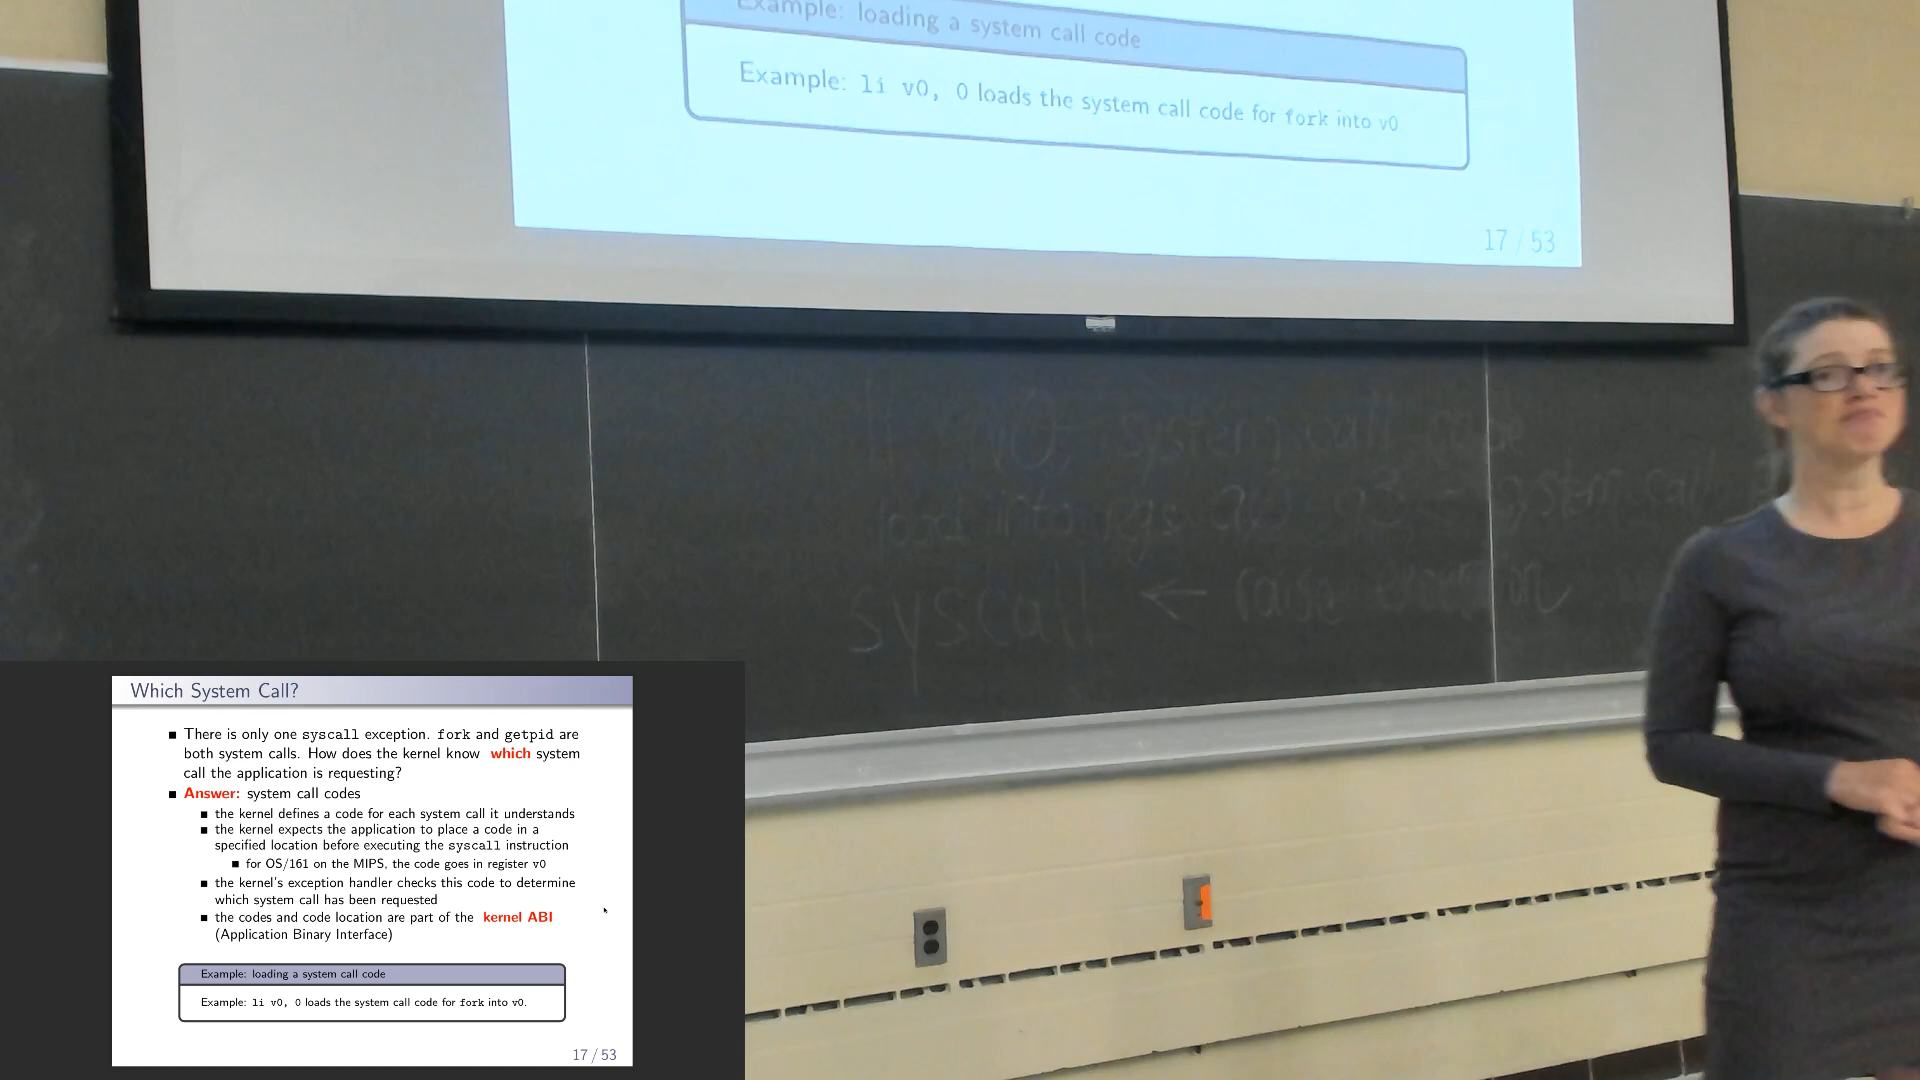 Example: loading a system call code
Example: li v0, 0 loads the system call code for fork into v0
17 / 53
li v0, system call code
load into regs a0-a3 - system call
syscall ← raise exception
Which System Call?
■ There is only one syscall exception. fork and getpid are
both system calls. How does the kernel know which system
call the application is requesting?
■ Answer: system call codes
■ the kernel defines a code for each system call it understands
■ the kernel expects the application to place a code in a
specified location before executing the syscall instruction
■ for OS/161 on the MIPS, the code goes in register v0
■ the kernel's exception handler checks this code to determine
which system call has been requested
■ the codes and code location are part of the kernel ABI
(Application Binary Interface)
Example: loading a system call code
Example: li v0, 0 loads the system call code for fork into v0.
17 / 53